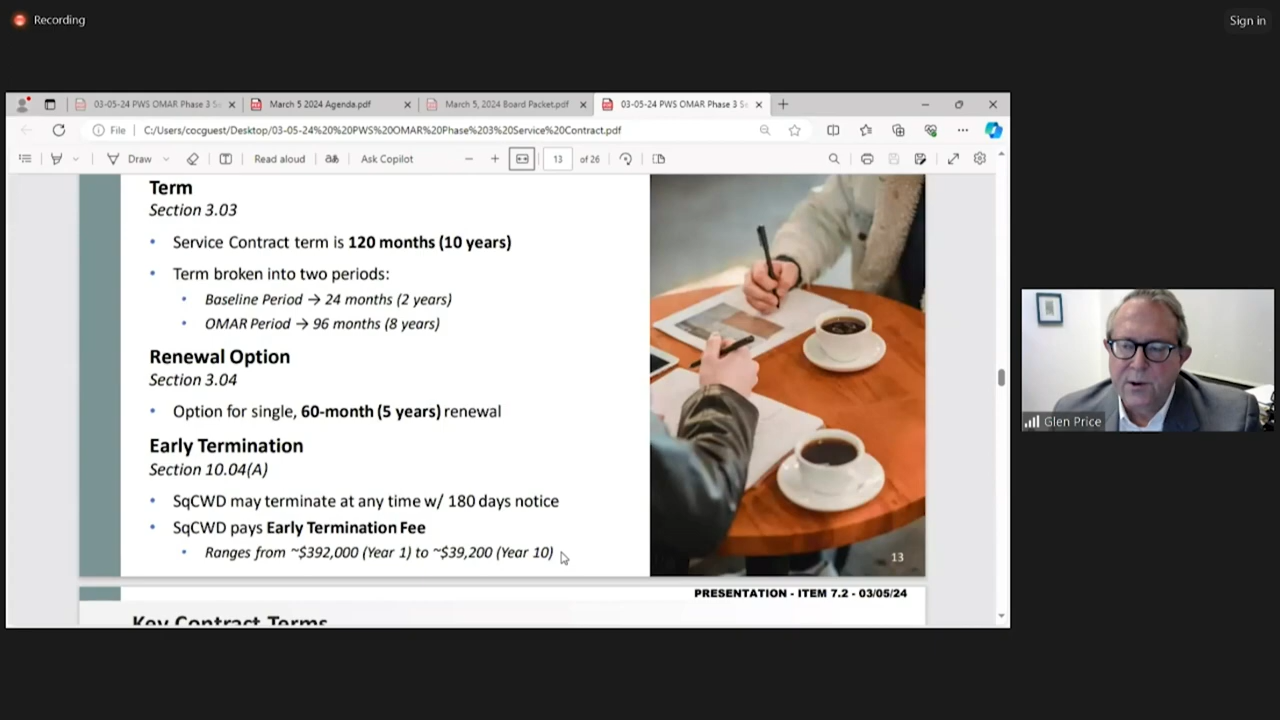 Recording
Sign in
03-05-24 PWS OMAR Phase 3 Se
March 5 2024 Agenda.pdf
March 5, 2024 Board Packet.pdf
03-05-24 PWS OMAR Phase 3 Se
File
C:/Users/cocguest/Desktop/03-05-24%20%20PWS%20OMAR%20Phase%203%20Service%20Contract.pdf
Draw
Read aloud
Ask Copilot
13 of 26
Term
Section 3.03
• Service Contract term is 120 months (10 years)
• Term broken into two periods:
• Baseline Period → 24 months (2 years)
• OMAR Period → 96 months (8 years)
Renewal Option
Section 3.04
• Option for single, 60-month (5 years) renewal
Early Termination
Section 10.04(A)
• SqCWD may terminate at any time w/ 180 days notice
• SqCWD pays Early Termination Fee
• Ranges from ~$392,000 (Year 1) to ~$39,200 (Year 10)
13
PRESENTATION - ITEM 7.2 - 03/05/24
Key Contract Terms
Glen Price